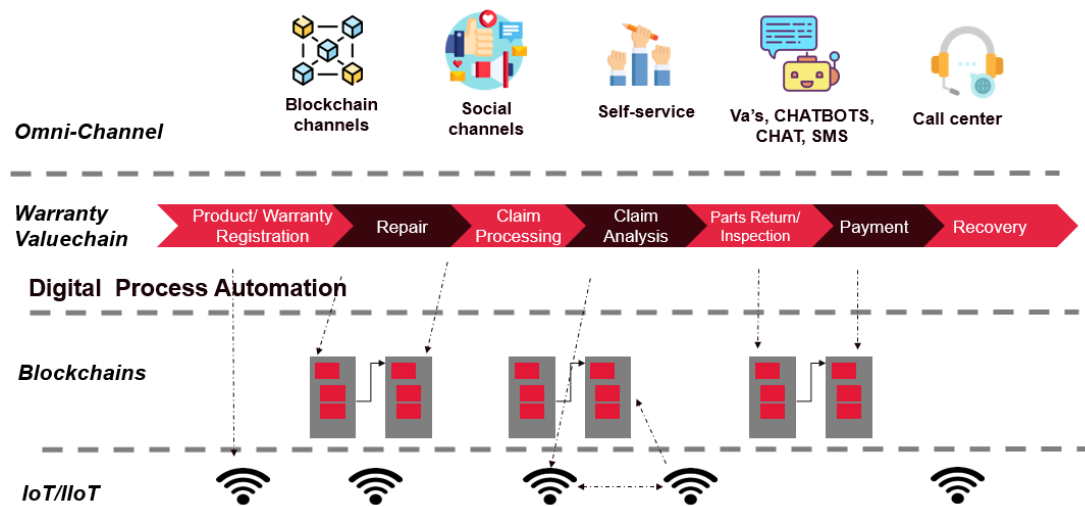 Blockchain
channels
Social
channels
Self-service
Va's, CHATBOTS,
CHAT, SMS
Call center
Omni-Channel
Warranty
Valuechain
Product/ Warranty
Registration
Repair
Claim
Processing
Claim
Analysis
Parts Return/
Inspection
Payment
Recovery
Digital Process Automation
Blockchains
IoT/IIoT